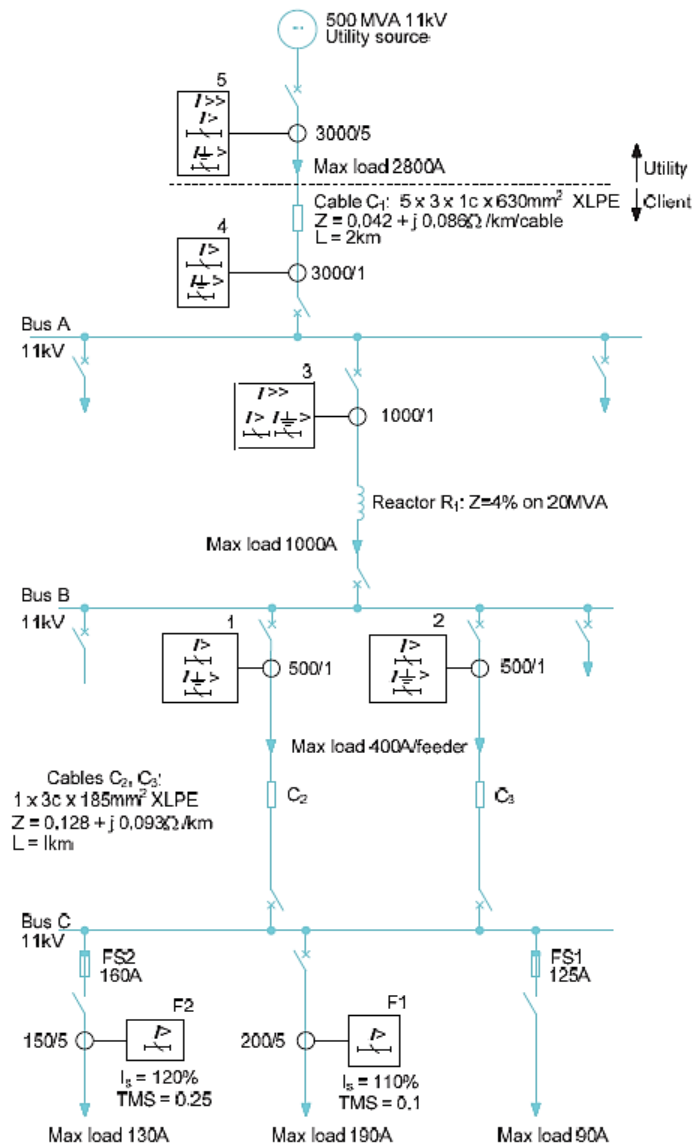 500 MVA 11kV
Utility source
5
I>>
I>
I>
3000/5
Max load 2800A
Utility
Client
Cable C₁: 5 x 3 x 1c x 630mm² XLPE
Z = 0,042 + j 0,086Ω/km/cable
L = 2km
4
I>
I>
3000/1
Bus A
11kV
3
I>>
I> I>
1000/1
Reactor R₁: Z=4% on 20MVA
Max load 1000A
Bus B
11kV
1
I>
I>
500/1
2
I>
I>
500/1
Max load 400A/feeder
Cables C₂, C₃:
1 x 3c x 185mm² XLPE
Z = 0,128 + j 0,093Ω/km
L = lkm
C₂
C₃
Bus C
11kV
FS2
160A
FS1
125A
F2
I>
150/5
Iₛ = 120%
TMS = 0.25
F1
I>
200/5
Iₛ = 110%
TMS = 0.1
Max load 130A
Max load 190A
Max load 90A